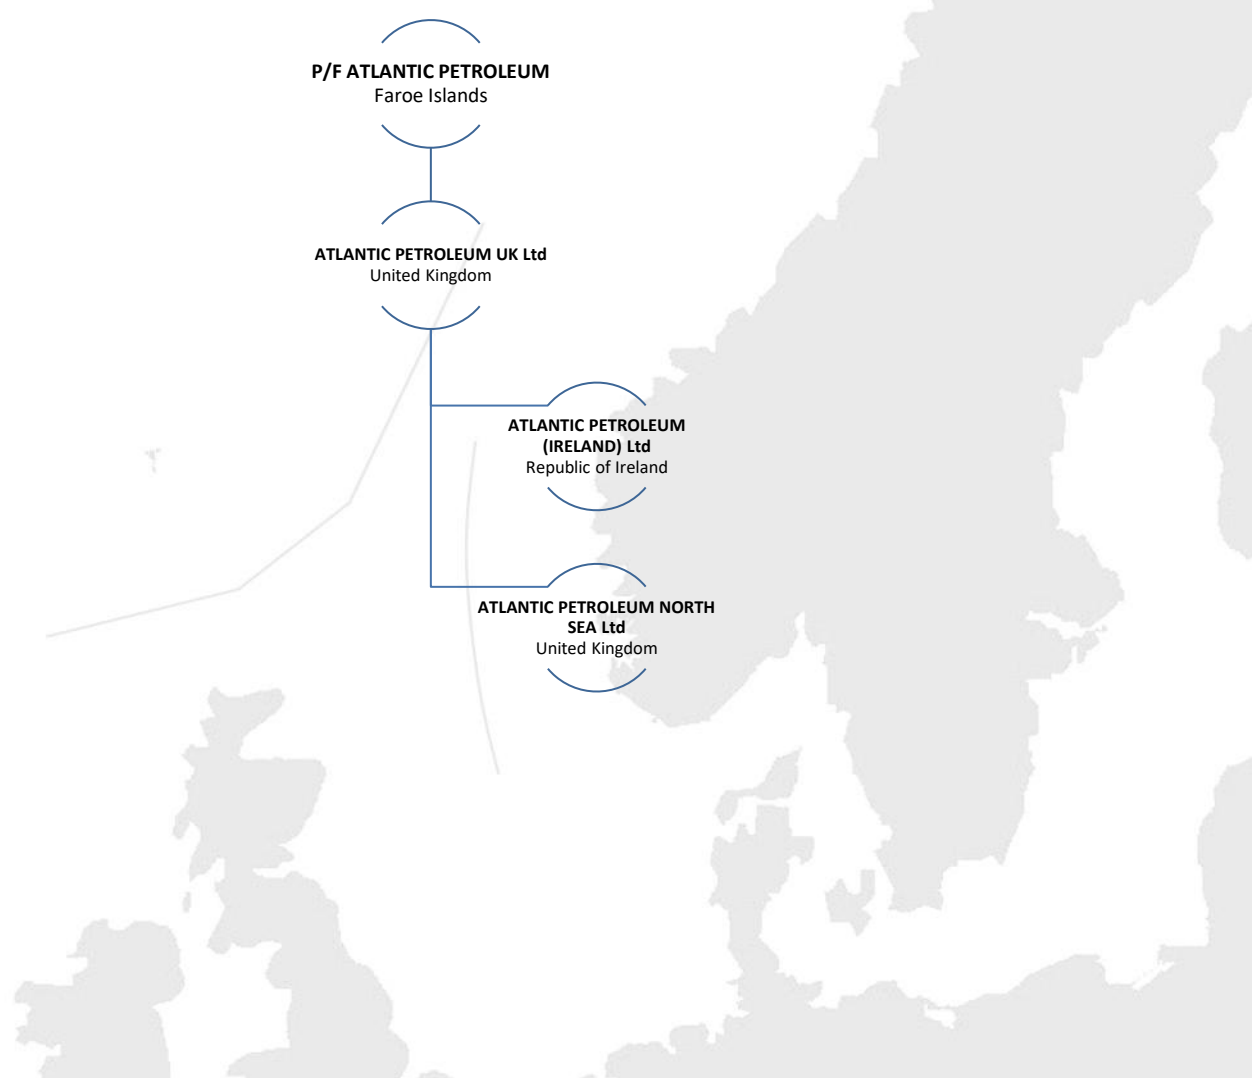 P/F ATLANTIC PETROLEUM
Faroe Islands
ATLANTIC PETROLEUM UK Ltd
United Kingdom
ATLANTIC PETROLEUM
(IRELAND) Ltd
Republic of Ireland
ATLANTIC PETROLEUM NORTH
SEA Ltd
United Kingdom